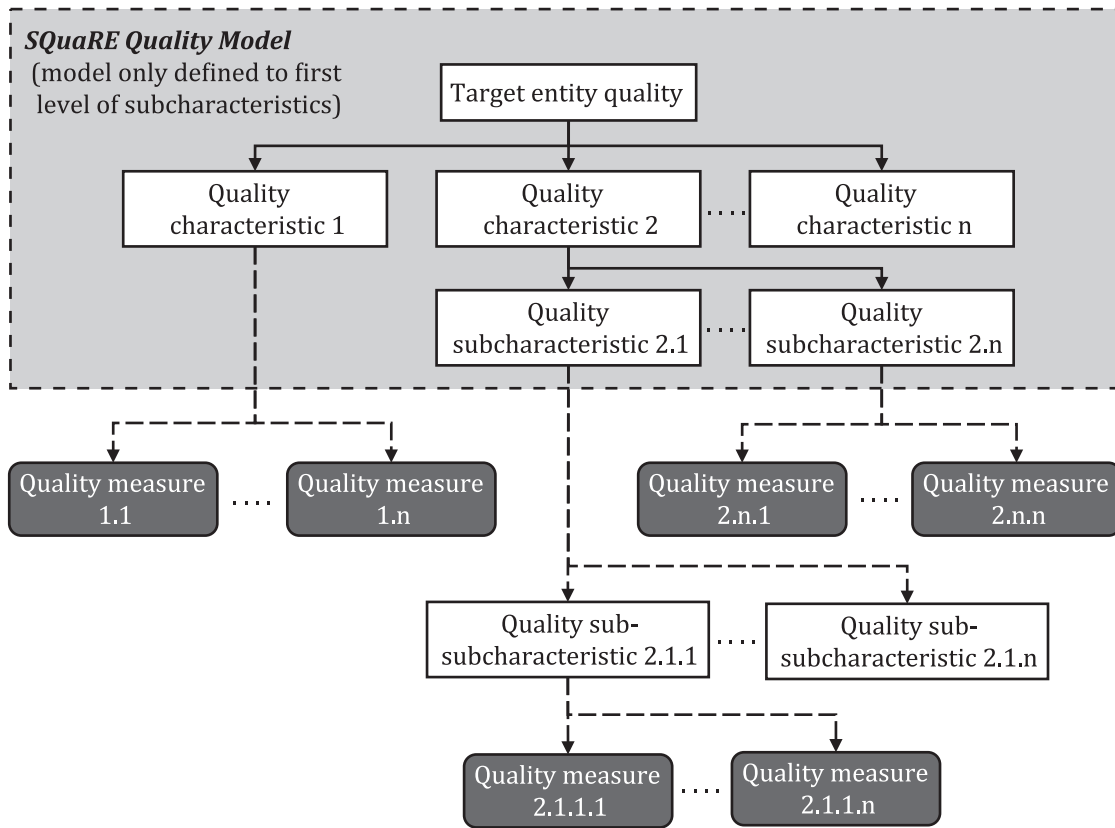 SQuaRE Quality Model
(model only defined to first
level of subcharacteristics)
Target entity quality
Quality
characteristic 1
Quality
characteristic 2
.....
Quality
characteristic n
Quality
subcharacteristic 2.1
.....
Quality
subcharacteristic 2.n
Quality measure
1.1
.....
Quality measure
1.n
Quality measure
2.n.1
.....
Quality measure
2.n.n
Quality sub-
subcharacteristic 2.1.1
.....
Quality sub-
subcharacteristic 2.1.n
Quality measure
2.1.1.1
.....
Quality measure
2.1.1.n